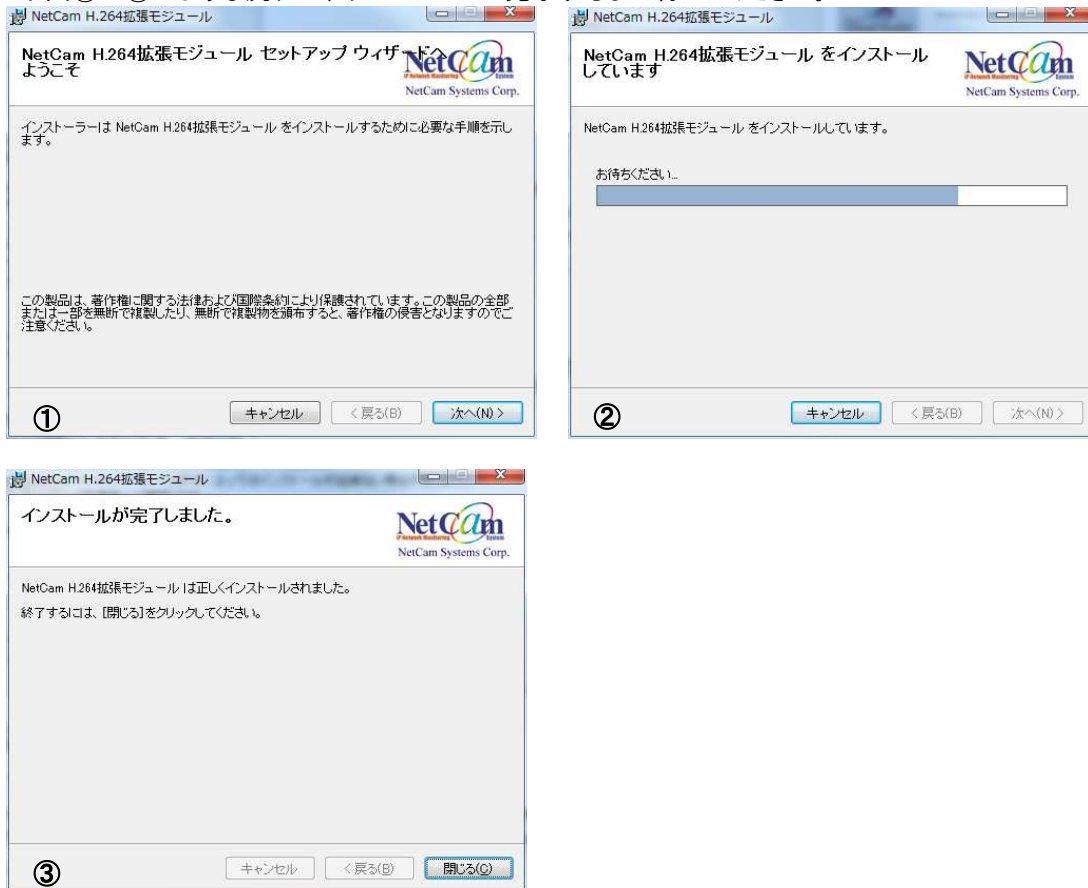 NetCam H.264拡張モジュール
NetCam H.264拡張モジュール セットアップ ウィザードへ
ようこそ
NetCam
IP Network Monitoring System
NetCam Systems Corp.
インストーラーは NetCam H.264拡張モジュール をインストールするために必要な手順を示し
ます。
この製品は、著作権に関する法律および国際条約により保護されています。この製品の全部
または一部を無断で複製したり、無断で複製物を頒布すると、著作権の侵害となりますのでご
注意ください。
①
キャンセル
< 戻る(B)
次へ(N) >
NetCam H.264拡張モジュール
NetCam H.264拡張モジュール をインストール
しています
NetCam
IP Network Monitoring System
NetCam Systems Corp.
NetCam H.264拡張モジュール をインストールしています。
お待ちください...
②
キャンセル
< 戻る(B)
次へ(N) >
NetCam H.264拡張モジュール
インストールが完了しました。
NetCam
IP Network Monitoring System
NetCam Systems Corp.
NetCam H.264拡張モジュール は正しくインストールされました。
終了するには、[閉じる]をクリックしてください。
③
キャンセル
< 戻る(B)
閉じる(C)